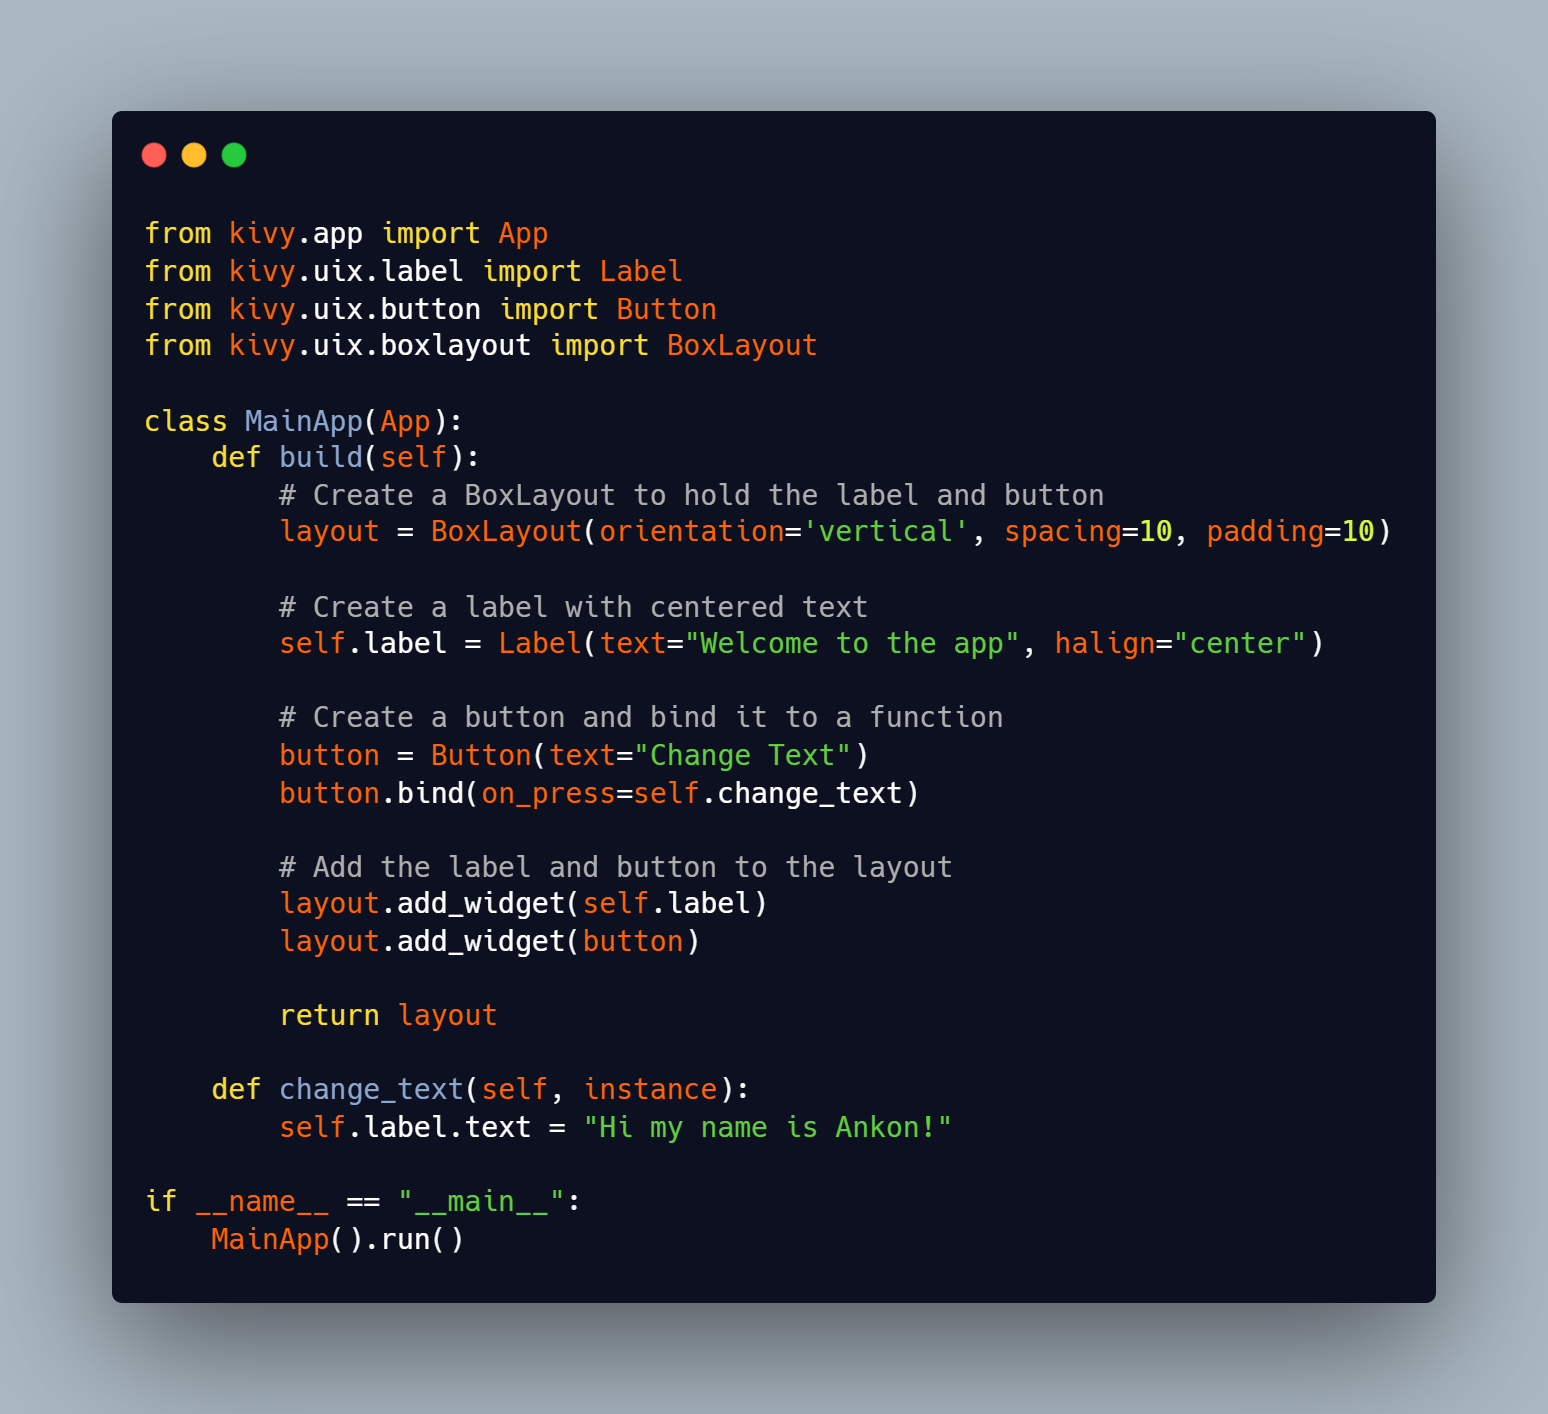 from kivy.app import App
from kivy.uix.label import Label
from kivy.uix.button import Button
from kivy.uix.boxlayout import BoxLayout

class MainApp(App):
    def build(self):
        # Create a BoxLayout to hold the label and button
        layout = BoxLayout(orientation='vertical', spacing=10, padding=10)

        # Create a label with centered text
        self.label = Label(text="Welcome to the app", halign="center")

        # Create a button and bind it to a function
        button = Button(text="Change Text")
        button.bind(on_press=self.change_text)

        # Add the label and button to the layout
        layout.add_widget(self.label)
        layout.add_widget(button)

        return layout

    def change_text(self, instance):
        self.label.text = "Hi my name is Ankon!"

if __name__ == "__main__":
    MainApp().run()